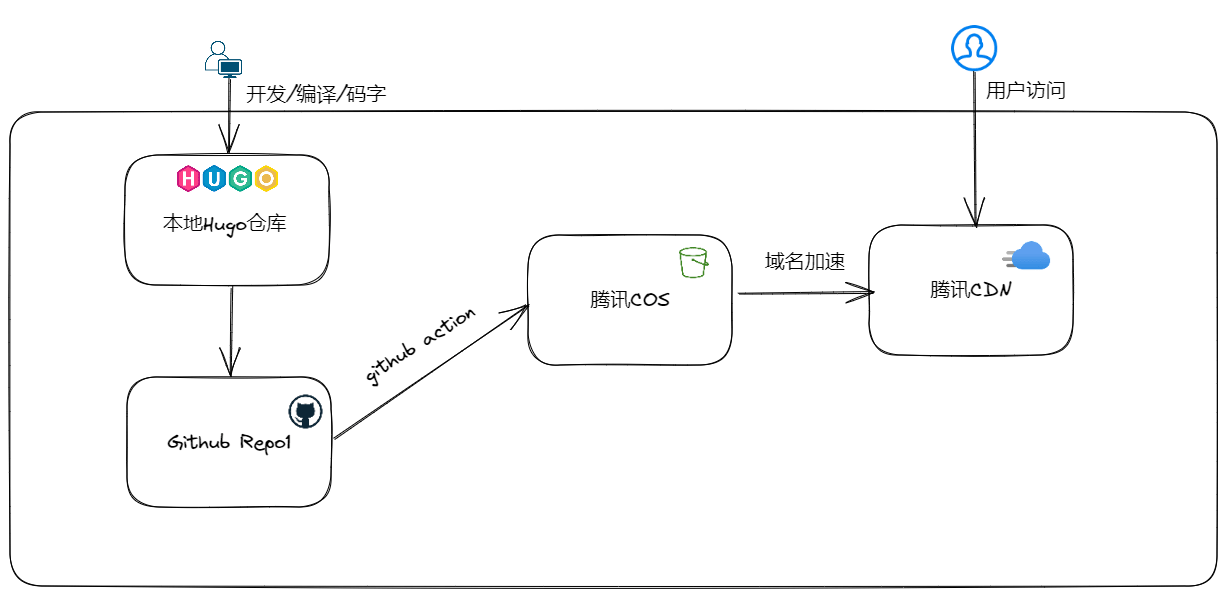 开发/编译/码字
用户访问
HUGO
本地Hugo仓库
域名加速
腾讯COS
腾讯CDN
github action
Github Repo1